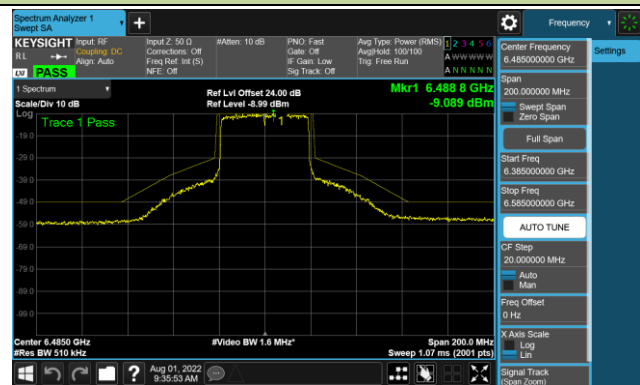 Spectrum Analyzer 1
Swept SA
Frequency
KEYSIGHT
Input: RF
Coupling: DC
Align: Auto
Input Z: 50 Ω
Corrections: Off
Freq Ref: Int (S)
NFE: Off
#Atten: 10 dB
PNO: Fast
Gate: Off
IF Gain: Low
Sig Track: Off
Avg Type: Power (RMS)
Avg|Hold: 100/100
Trig: Free Run
1 2 3 4 5 6
A W W W W W
A N N N N N
R L
LXI
PASS
1 Spectrum
Scale/Div 10 dB
Log
Ref Lvl Offset 24.00 dB
Ref Level -8.99 dBm
Mkr1 6.488 8 GHz
-9.089 dBm
Trace 1 Pass
1
-19.0
-29.0
-39.0
-49.0
-59.0
-69.0
-79.0
-89.0
-99.0
Center 6.4850 GHz
#Res BW 510 kHz
#Video BW 1.6 MHz*
Span 200.0 MHz
Sweep 1.07 ms (2001 pts)
Aug 01, 2022
9:35:53 AM
?
Center Frequency
6.485000000 GHz
Settings
Span
200.000000 MHz
Swept Span
Zero Span
Full Span
Start Freq
6.385000000 GHz
Stop Freq
6.585000000 GHz
AUTO TUNE
CF Step
20.000000 MHz
Auto
Man
Freq Offset
0 Hz
X Axis Scale
Log
Lin
Signal Track
(Span Zoom)